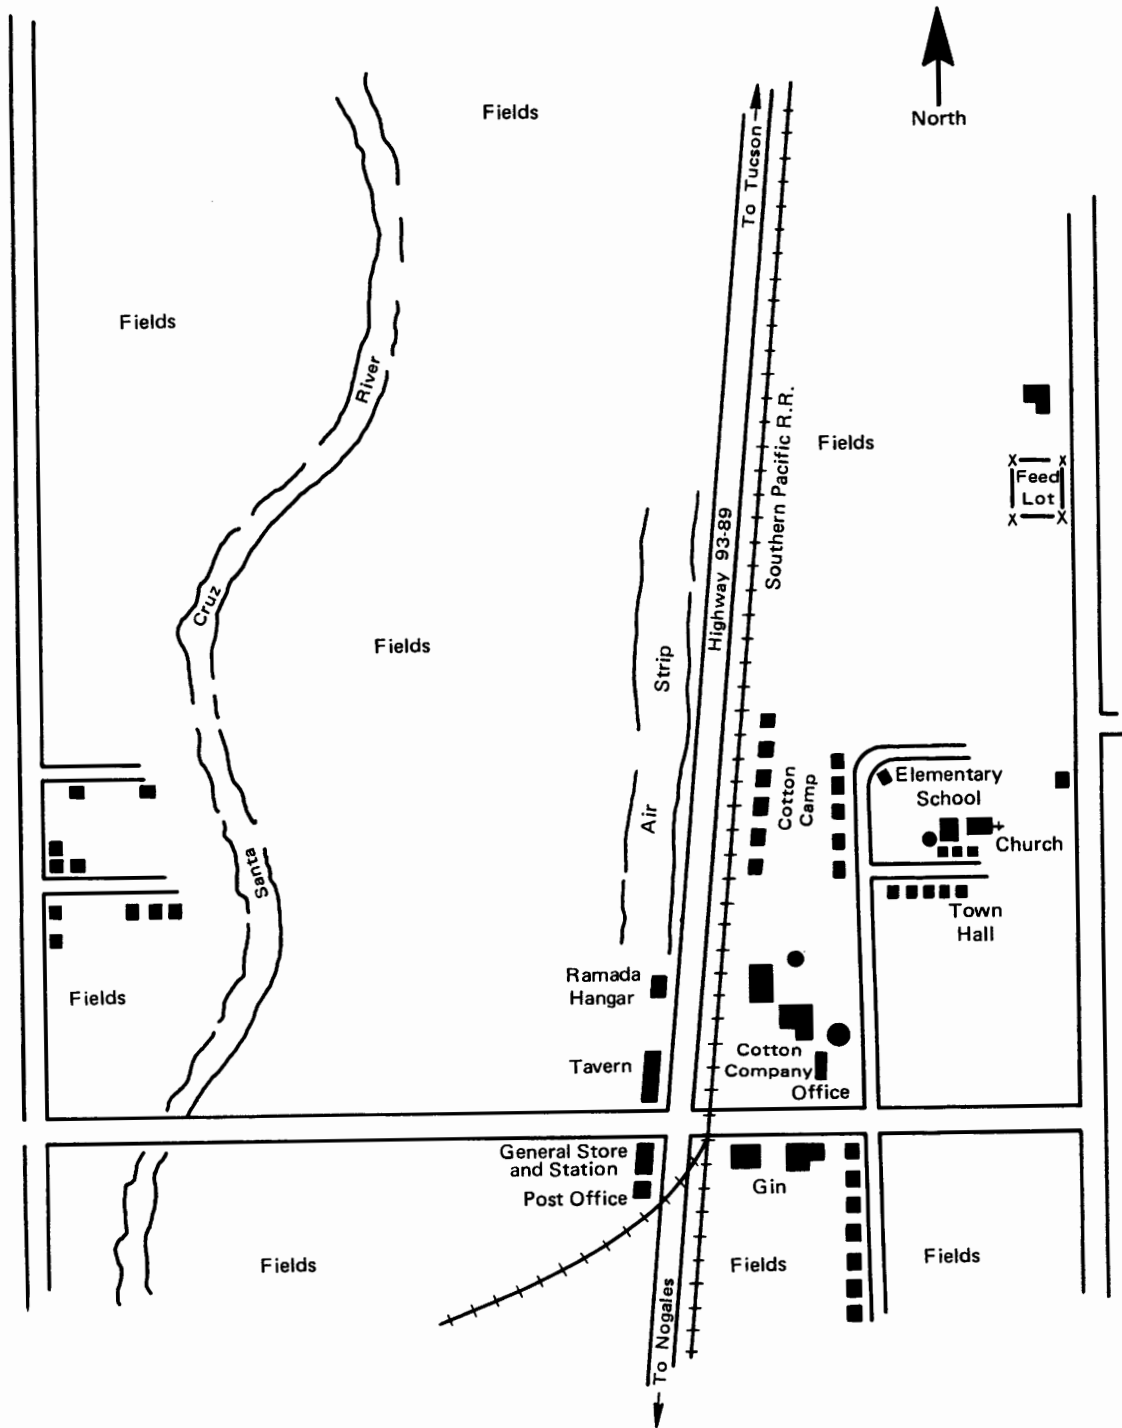 North
Fields
To Tucson
Fields
River
Southern Pacific R.R.
Fields
Feed
Lot
Highway 93-89
Cruz
Fields
Strip
Air
Cotton
Camp
Elementary
School
Church
Santa
Town
Hall
Ramada
Hangar
Fields
Cotton
Company
Tavern
Office
General Store
and Station
Post Office
Gin
Fields
Fields
Fields
To Nogales